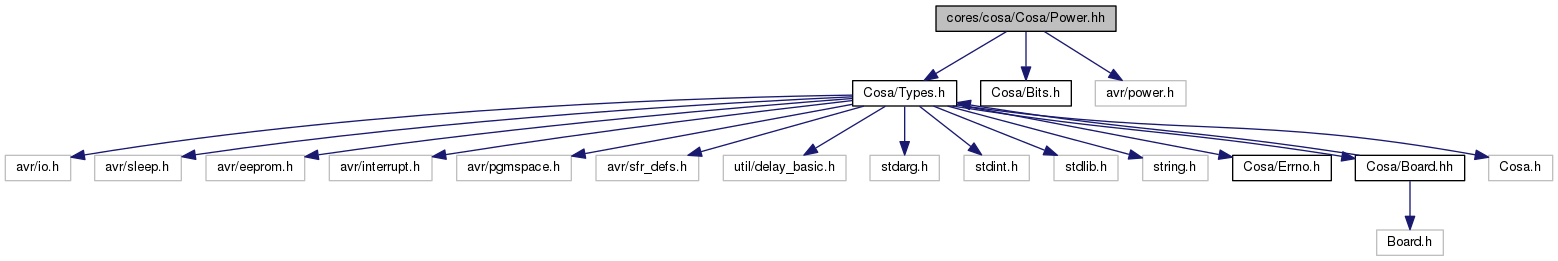 cores/cosa/Cosa/Power.hh
Cosa/Types.h
Cosa/Bits.h
avr/power.h
avr/io.h
avr/sleep.h
avr/eeprom.h
avr/interrupt.h
avr/pgmspace.h
avr/sfr_defs.h
util/delay_basic.h
stdarg.h
stdint.h
stdlib.h
string.h
Cosa/Errno.h
Cosa/Board.hh
Cosa.h
Board.h